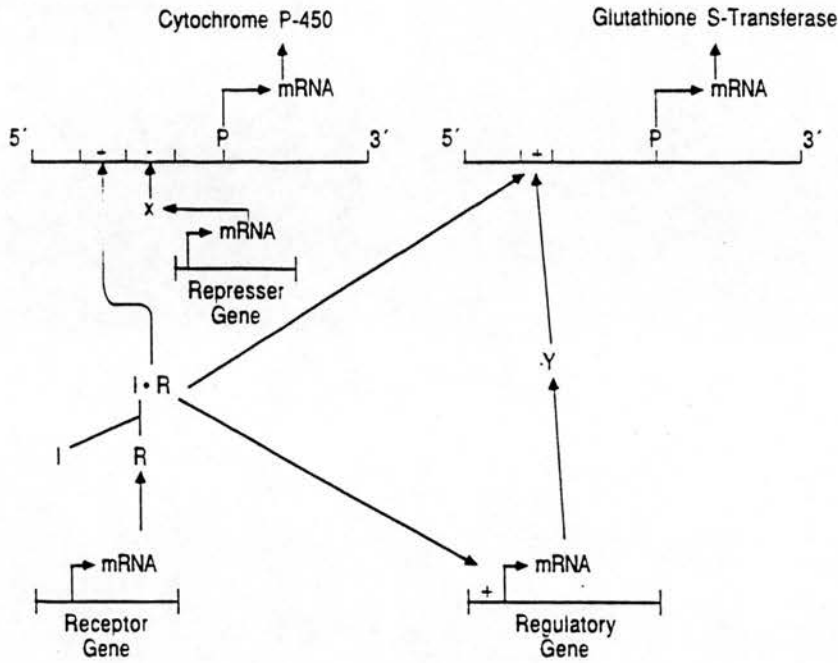 Cytochrome P-450
Glutathione S-Transferase
mRNA
mRNA
5´
+
-
P
3´
5´
+
P
3´
x
mRNA
Represser
Gene
Y
I • R
I
R
mRNA
+
mRNA
Receptor
Gene
Regulatory
Gene